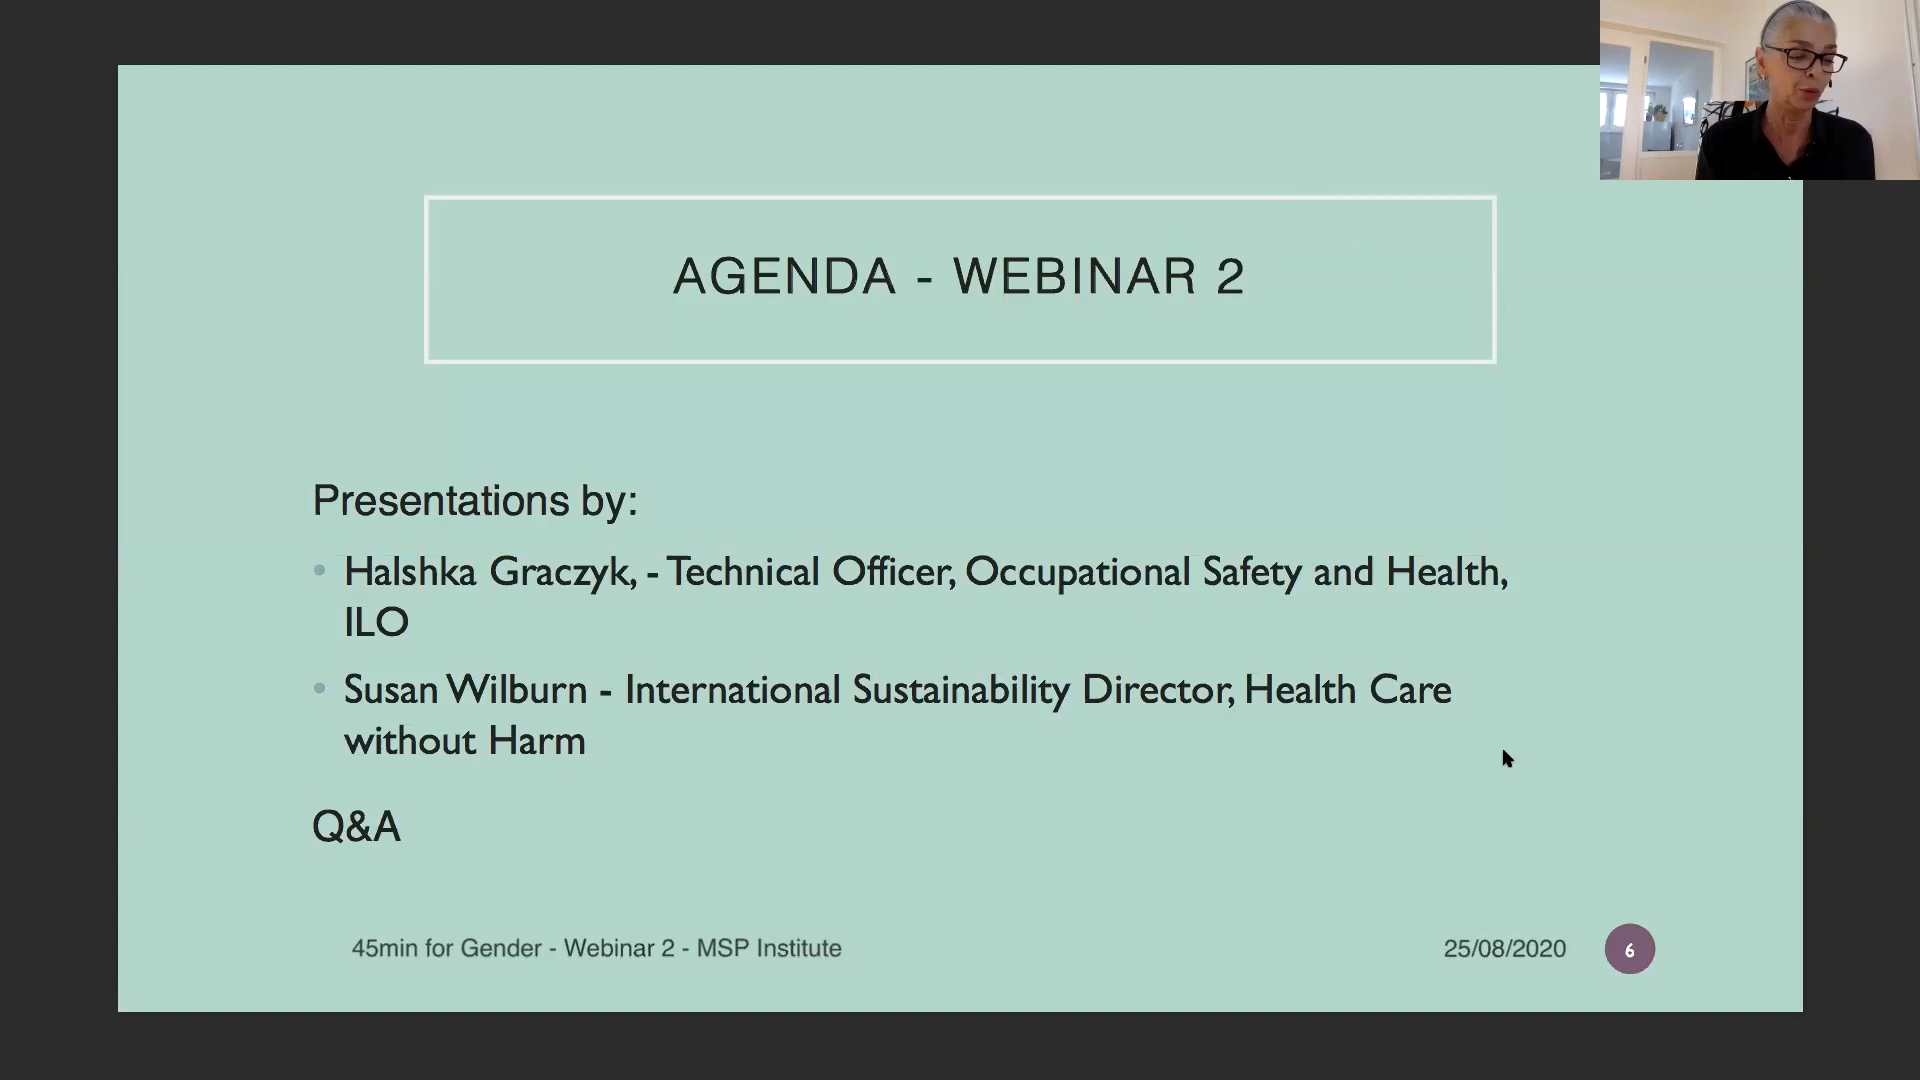 AGENDA - WEBINAR 2
Presentations by:
• Halshka Graczyk, - Technical Officer, Occupational Safety and Health,
ILO
• Susan Wilburn - International Sustainability Director, Health Care
without Harm
Q&A
45min for Gender - Webinar 2 - MSP Institute
25/08/2020
6